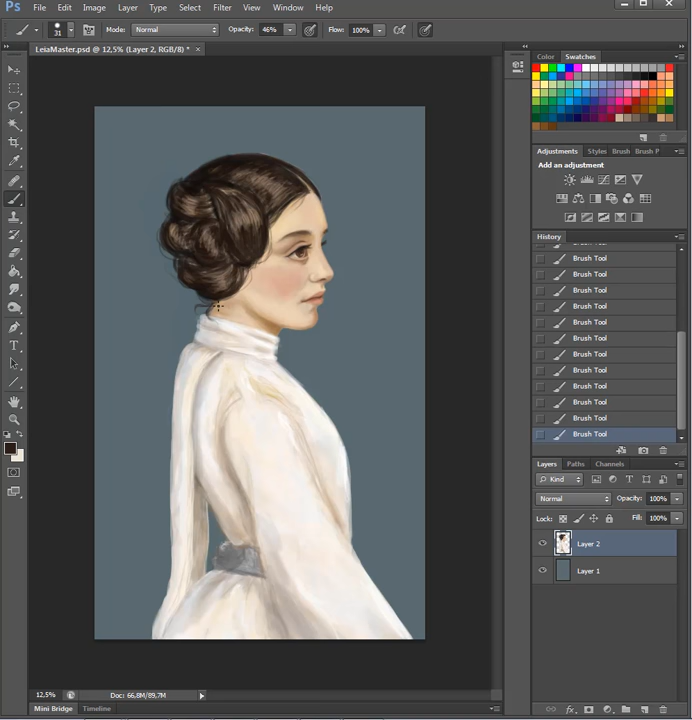 Ps File Edit Image Layer Type Select Filter View Window Help
31 Mode: Normal Opacity: 46% Flow: 100%
LeiaMaster.psd @ 12,5% (Layer 2, RGB/8) * ×
Color Swatches
Adjustments Styles Brush Brush P
Add an adjustment
History
Brush Tool
Brush Tool
Brush Tool
Brush Tool
Brush Tool
Brush Tool
Brush Tool
Brush Tool
Brush Tool
Brush Tool
Brush Tool
Brush Tool
Layers Paths Channels
Kind
Normal Opacity: 100%
Lock: Fill: 100%
Layer 2
Layer 1
12,5% Doc: 66,8M/89,7M
Mini Bridge Timeline